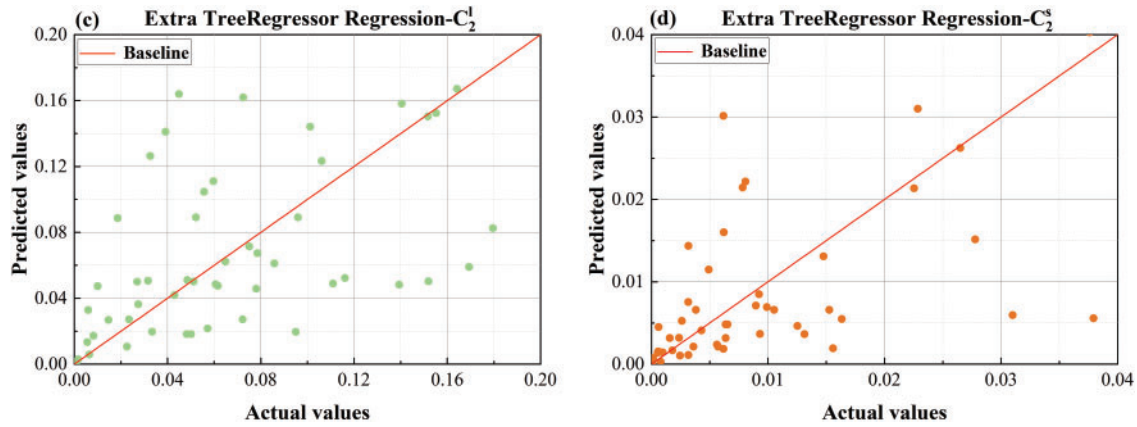 (c) Extra TreeRegressor Regression-C₂ˡ
Baseline
Predicted values
0.20
0.16
0.12
0.08
0.04
0.00
0.00 0.04 0.08 0.12 0.16 0.20
Actual values
(d) Extra TreeRegressor Regression-C₂ˢ
Baseline
Predicted values
0.04
0.03
0.02
0.01
0.00
0.00 0.01 0.02 0.03 0.04
Actual values